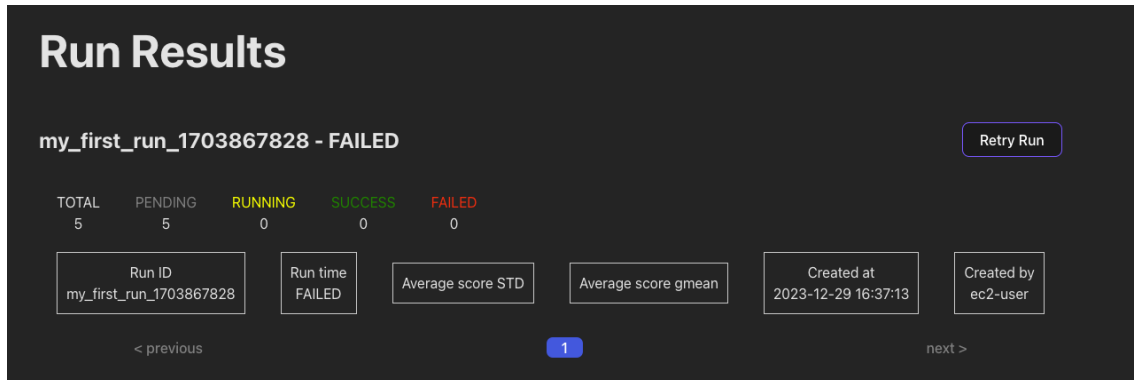 Run Results
my_first_run_1703867828 - FAILED
Retry Run
TOTAL PENDING RUNNING SUCCESS FAILED
5 5 0 0 0
Run ID
my_first_run_1703867828
Run time
FAILED
Average score STD
Average score gmean
Created at
2023-12-29 16:37:13
Created by
ec2-user
< previous 1 next >